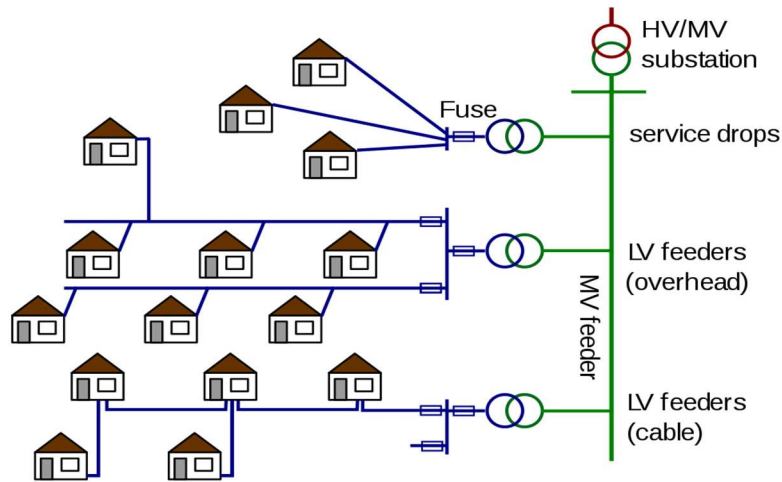 HV/MV
substation
Fuse
service drops
LV feeders
(overhead)
MV feeder
LV feeders
(cable)